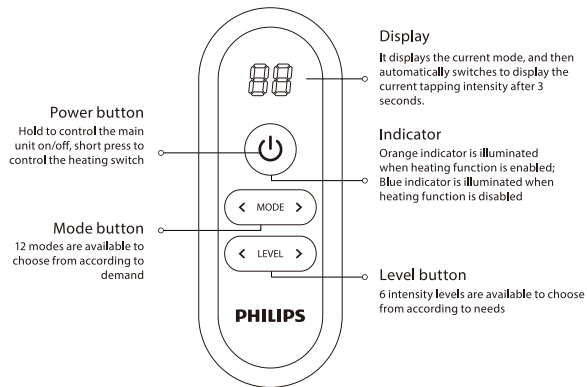 Display
It displays the current mode, and then
automatically switches to display the
current tapping intensity after 3
seconds.
88
Power button
Hold to control the main
unit on/off, short press to
control the heating switch
Indicator
Orange indicator is illuminated
when heating function is enabled;
Blue indicator is illuminated when
heating function is disabled
< MODE >
Mode button
12 modes are available to
choose from according to
demand
< LEVEL >
Level button
6 intensity levels are available to choose
from according to needs
PHILIPS